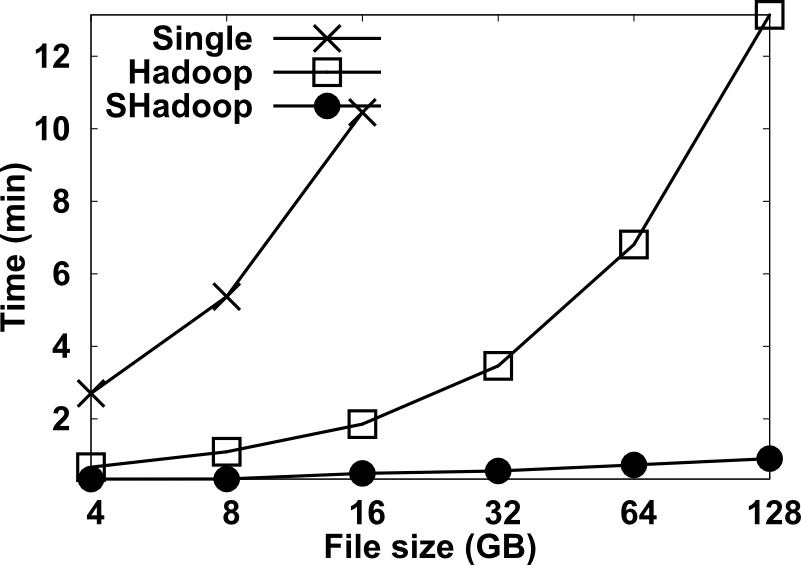 Single
Hadoop
SHadoop
12
10
8
6
4
2
Time (min)
4 8 16 32 64 128
File size (GB)